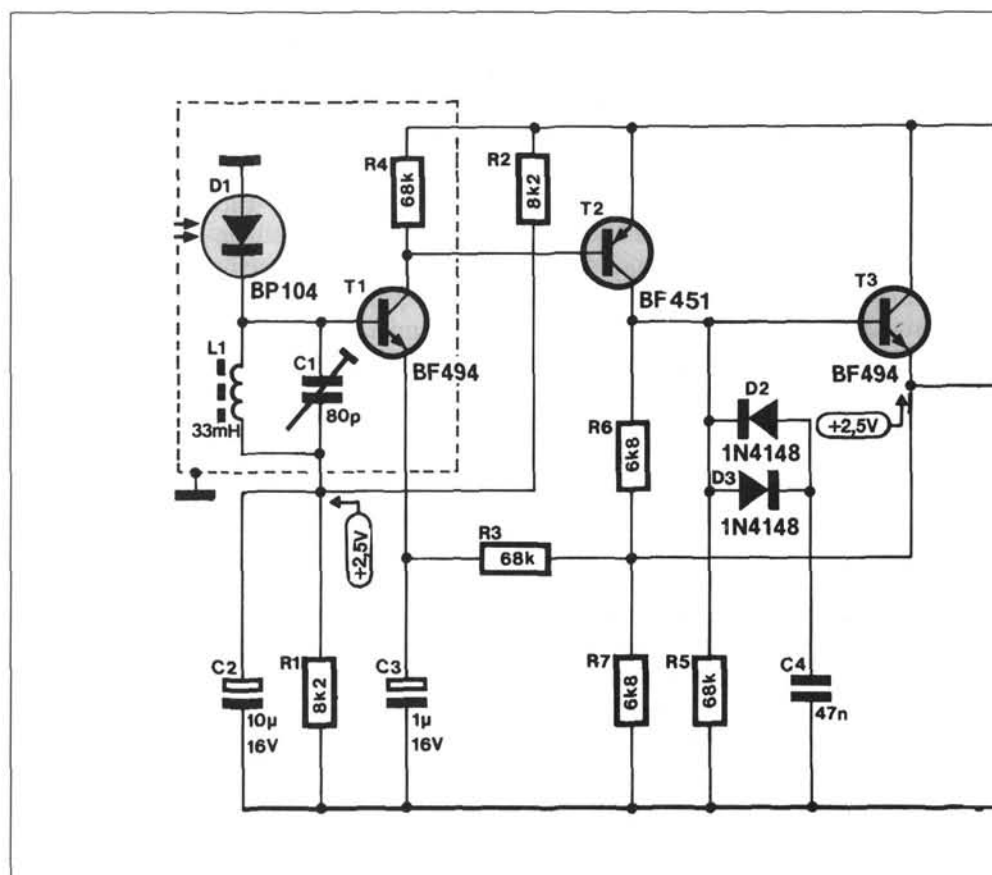 D1
BP104
L1
33mH
C1
80p
T1
BF494
R4
68k
R2
8k2
T2
BF451
T3
BF494
+2,5V
D2
1N4148
D3
1N4148
R6
6k8
R3
68k
+2,5V
C2
10µ
16V
R1
8k2
C3
1µ
16V
R7
6k8
R5
68k
C4
47n